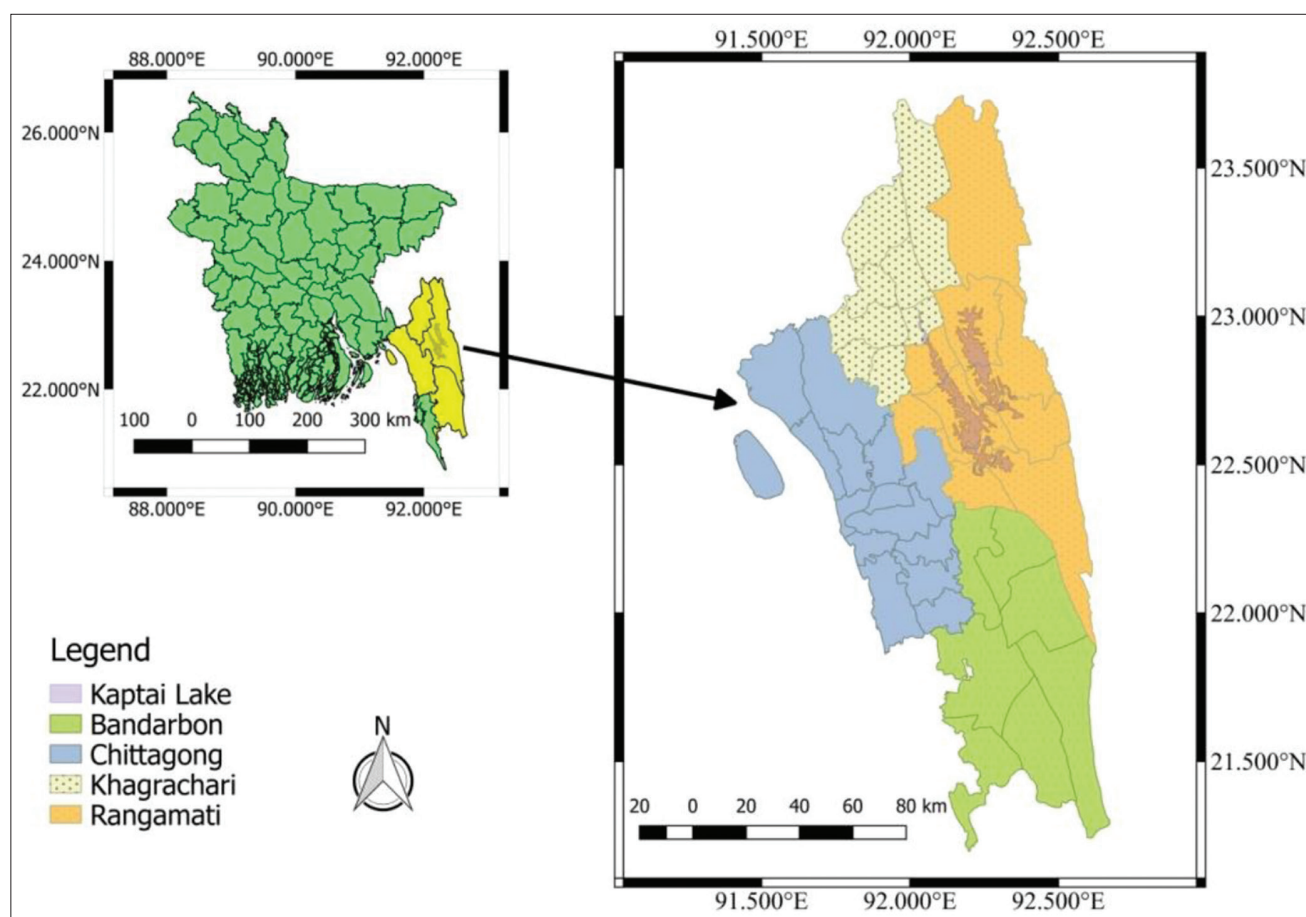 88.000°E 90.000°E 92.000°E
26.000°N
24.000°N
22.000°N
100 0 100 200 300 km
88.000°E 90.000°E 92.000°E
Legend
Kaptai Lake
Bandarbon
Chittagong
Khagrachari
Rangamati
N
91.500°E 92.000°E 92.500°E
23.500°N
23.000°N
22.500°N
22.000°N
21.500°N
20 0 20 40 60 80 km
91.500°E 92.000°E 92.500°E